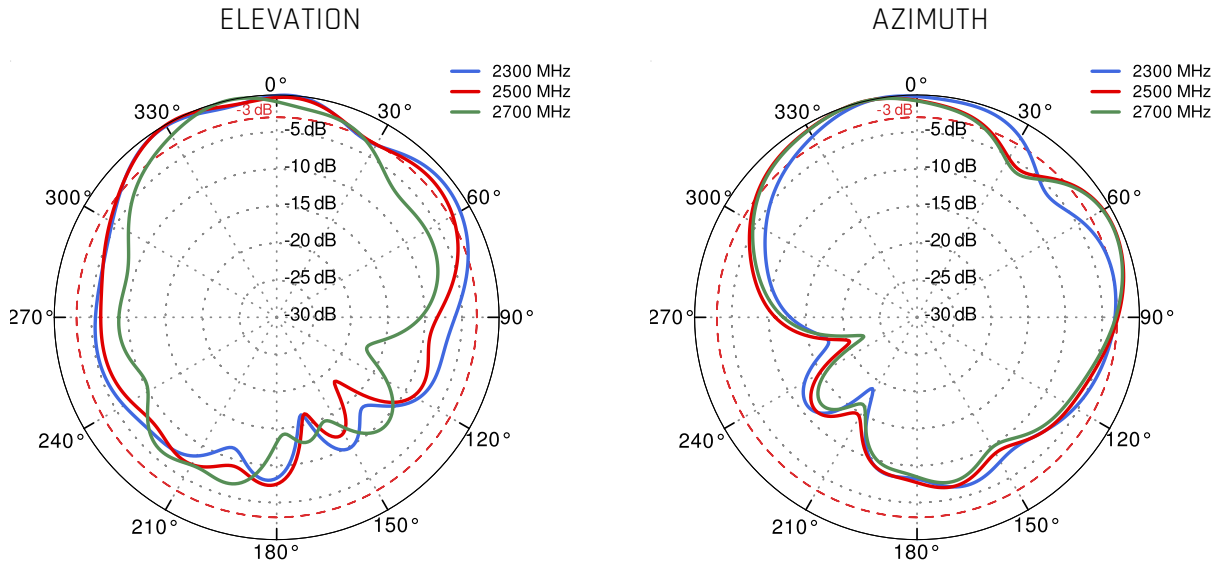 ELEVATION
2300 MHz
2500 MHz
2700 MHz
0°
30°
60°
90°
120°
150°
180°
210°
240°
270°
300°
330°
-3 dB
-5 dB
-10 dB
-15 dB
-20 dB
-25 dB
-30 dB
AZIMUTH
2300 MHz
2500 MHz
2700 MHz
0°
30°
60°
90°
120°
150°
180°
210°
240°
270°
300°
330°
-3 dB
-5 dB
-10 dB
-15 dB
-20 dB
-25 dB
-30 dB